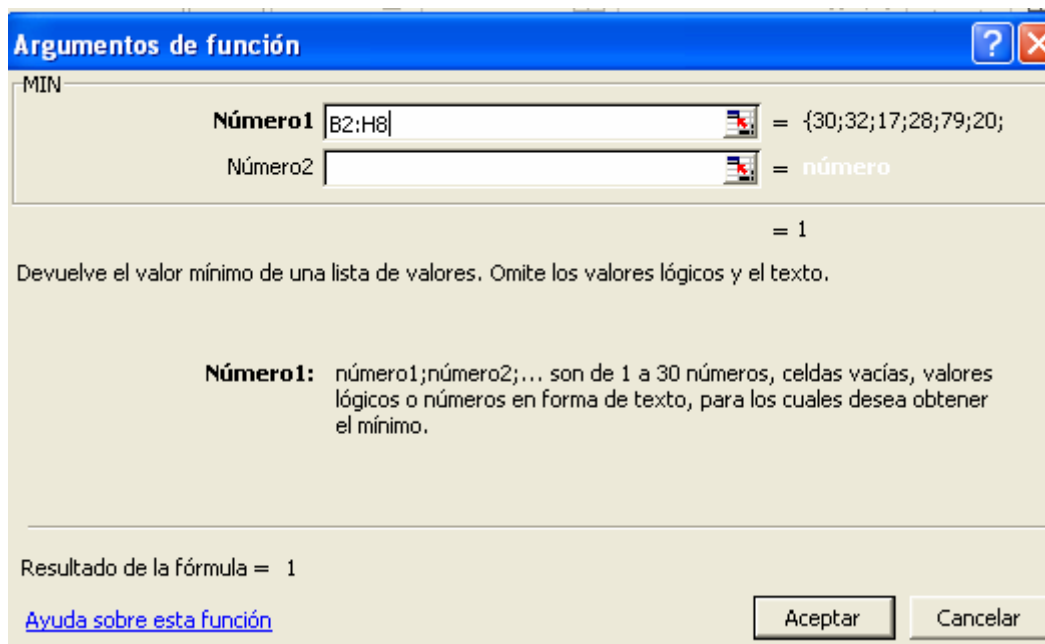 Argumentos de función
MIN
Número1 B2:H8 = {30;32;17;28;79;20;
Número2 = número
= 1
Devuelve el valor mínimo de una lista de valores. Omite los valores lógicos y el texto.
Número1: número1;número2;... son de 1 a 30 números, celdas vacías, valores
lógicos o números en forma de texto, para los cuales desea obtener
el mínimo.
Resultado de la fórmula = 1
Ayuda sobre esta función Aceptar Cancelar